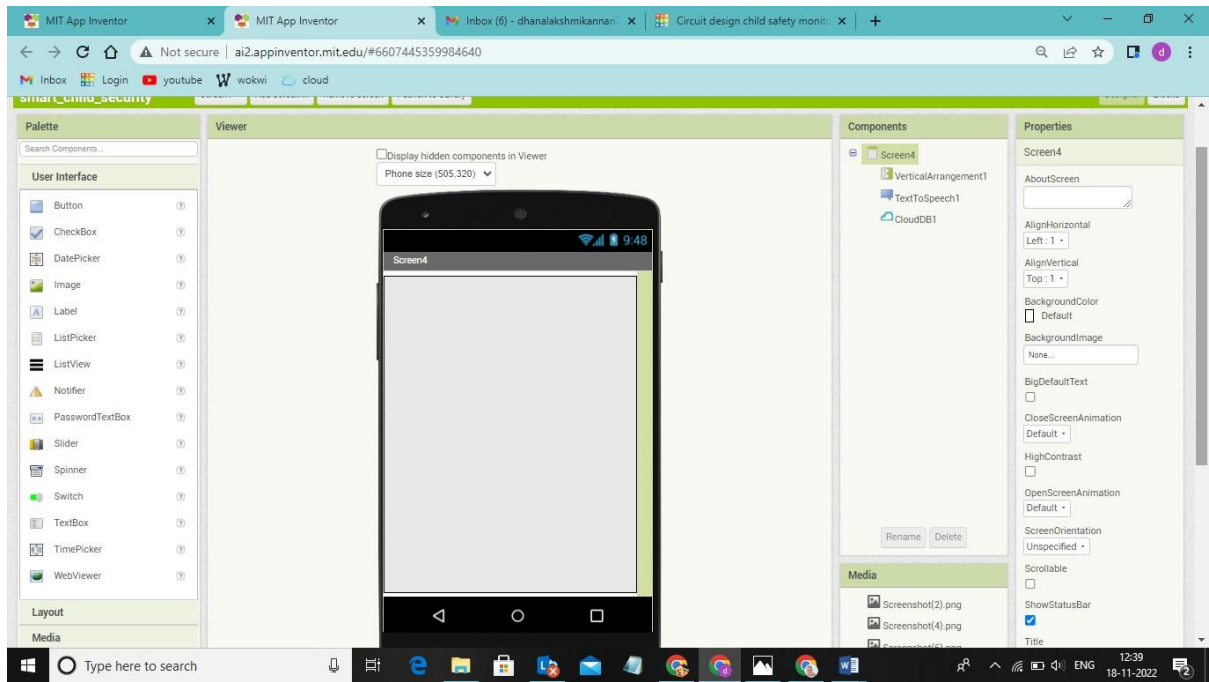 MIT App Inventor
MIT App Inventor
Inbox (6) - dhanalakshmikannan
Circuit design child safety monito
Not secure | ai2.appinventor.mit.edu/#6607445359984640
d
Inbox Login youtube wokwi cloud
smart_child_security
Palette
Search Components...
User Interface
Button
CheckBox
DatePicker
Image
Label
ListPicker
ListView
Notifier
PasswordTextBox
Slider
Spinner
Switch
TextBox
TimePicker
WebViewer
Layout
Media
Viewer
Display hidden components in Viewer
Phone size (505,320)
9:48
Screen4
Components
Screen4
VerticalArrangement1
TextToSpeech1
CloudDB1
Rename Delete
Media
Screenshot(2).png
Screenshot(4).png
Properties
Screen4
AboutScreen
AlignHorizontal
Left : 1
AlignVertical
Top : 1
BackgroundColor
Default
BackgroundImage
None...
BigDefaultText
CloseScreenAnimation
Default
HighContrast
OpenScreenAnimation
Default
ScreenOrientation
Unspecified
Scrollable
ShowStatusBar
Title
Type here to search
ENG
12:39
18-11-2022
2